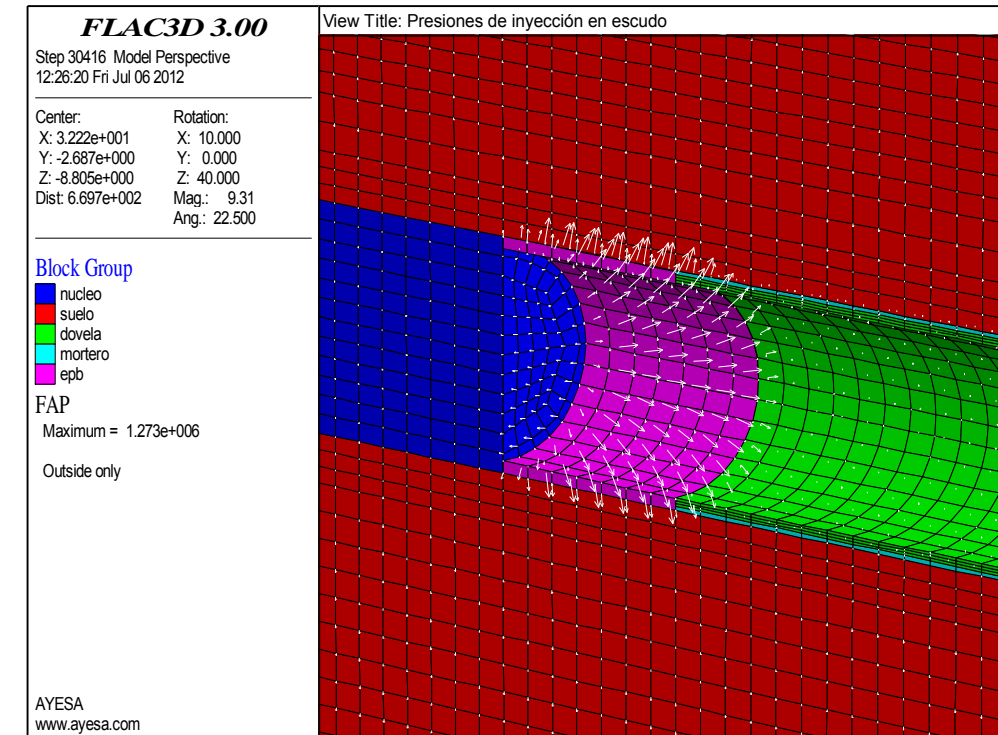 FLAC3D 3.00
Step 30416 Model Perspective
12:26:20 Fri Jul 06 2012
Center:
X: 3.222e+001
Y: -2.687e+000
Z: -8.805e+000
Dist: 6.697e+002
Rotation:
X: 10.000
Y: 0.000
Z: 40.000
Mag.: 9.31
Ang.: 22.500
Block Group
nucleo
suelo
dovela
mortero
epb
FAP
Maximum = 1.273e+006
Outside only
AYESA
www.ayesa.com
View Title: Presiones de inyección en escudo